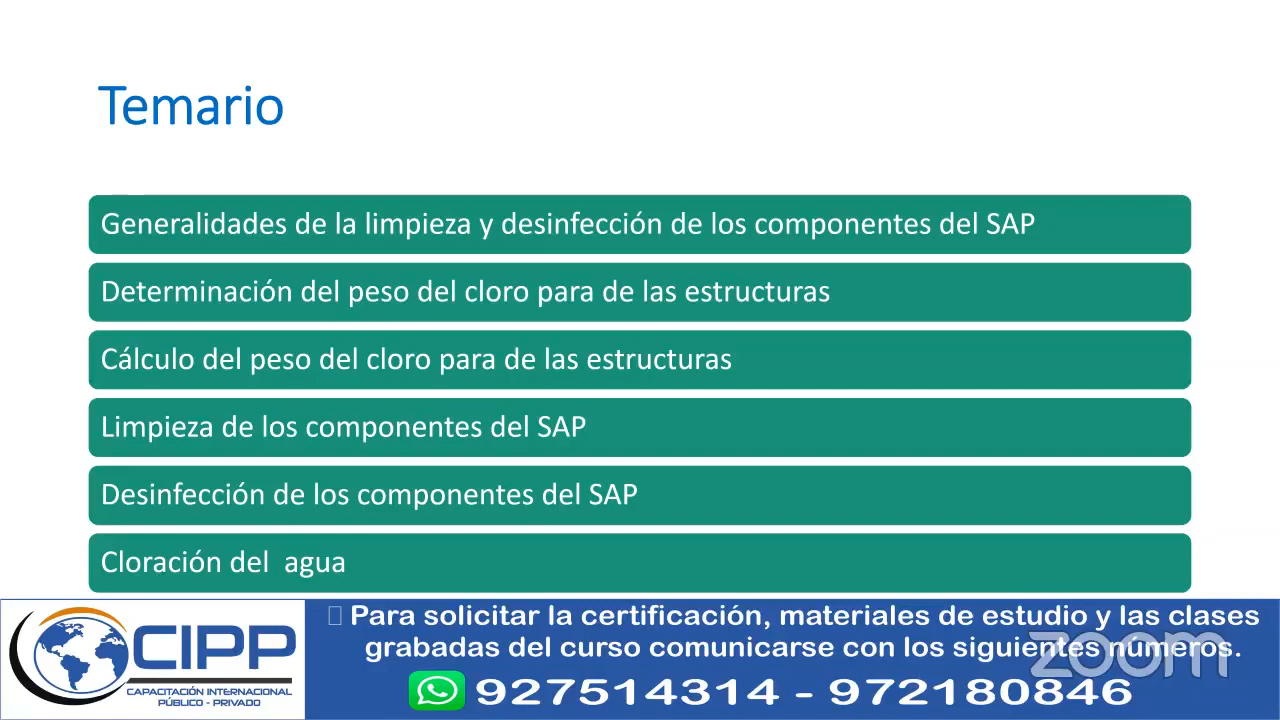 Temario
Generalidades de la limpieza y desinfección de los componentes del SAP
Determinación del peso del cloro para de las estructuras
Cálculo del peso del cloro para de las estructuras
Limpieza de los componentes del SAP
Desinfección de los componentes del SAP
Cloración del  agua
CIPP
CAPACITACIÓN INTERNACIONAL
PÚBLICO - PRIVADO
Para solicitar la certificación, materiales de estudio y las clases
grabadas del curso comunicarse con los siguientes números.
927514314 - 972180846
zoom